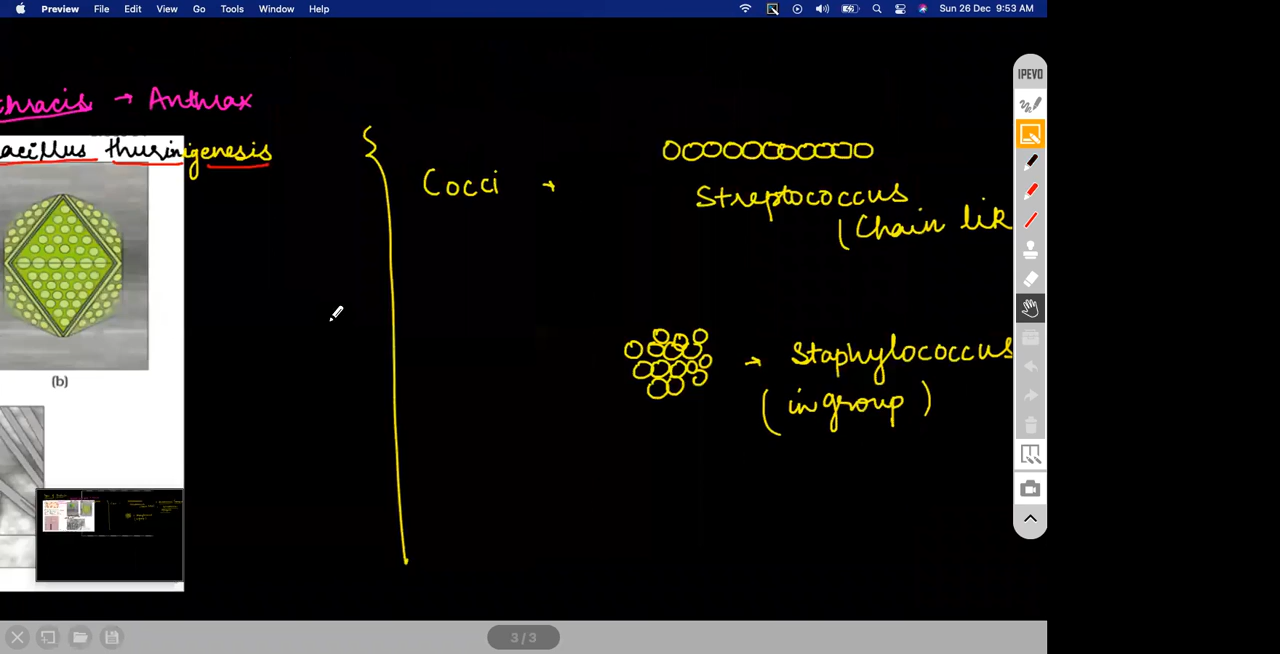 Preview File Edit View Go Tools Window Help Sun 26 Dec 9:53 AM
IPEVO
thracis → Anthrax
acillus thuringenesis
Cocci →
Streptococcus
(Chain lik
→ Staphylococcus
(in group)
(b)
3 / 3